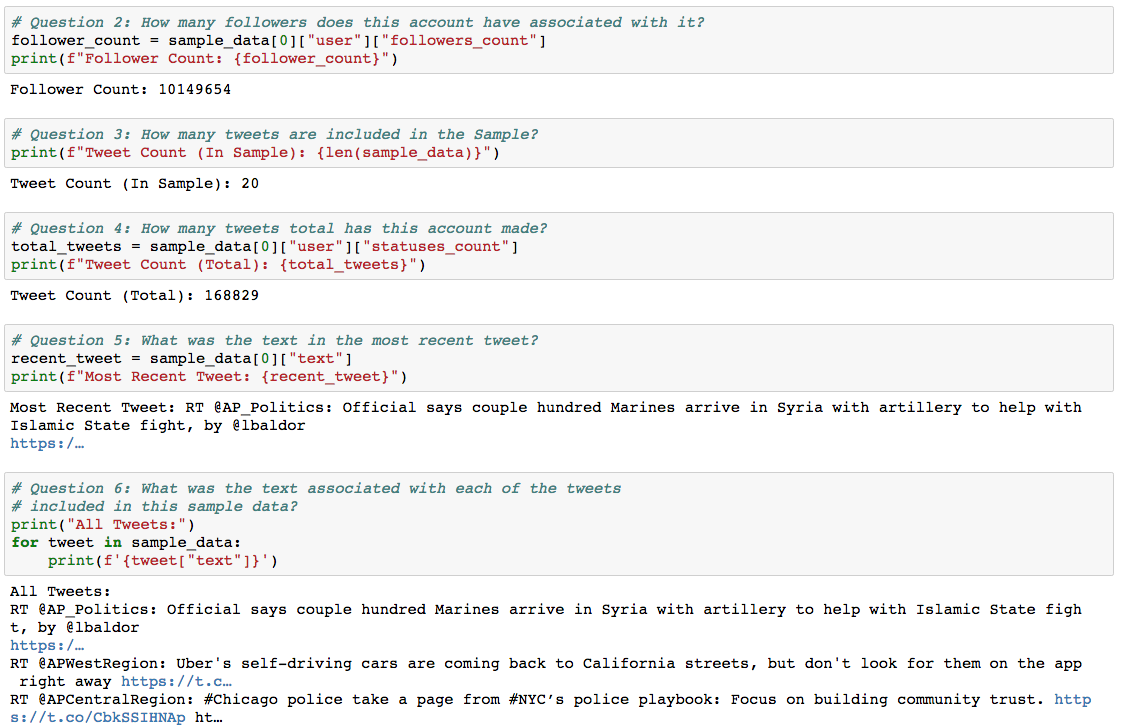 # Question 2: How many followers does this account have associated with it?
follower_count = sample_data[0]["user"]["followers_count"]
print(f"Follower Count: {follower_count}")
Follower Count: 10149654
# Question 3: How many tweets are included in the Sample?
print(f"Tweet Count (In Sample): {len(sample_data)}")
Tweet Count (In Sample): 20
# Question 4: How many tweets total has this account made?
total_tweets = sample_data[0]["user"]["statuses_count"]
print(f"Tweet Count (Total): {total_tweets}")
Tweet Count (Total): 168829
# Question 5: What was the text in the most recent tweet?
recent_tweet = sample_data[0]["text"]
print(f"Most Recent Tweet: {recent_tweet}")
Most Recent Tweet: RT @AP_Politics: Official says couple hundred Marines arrive in Syria with artillery to help with
Islamic State fight, by @lbaldor
https:/…
# Question 6: What was the text associated with each of the tweets
# included in this sample data?
print("All Tweets:")
for tweet in sample_data:
    print(f'{tweet["text"]}')
All Tweets:
RT @AP_Politics: Official says couple hundred Marines arrive in Syria with artillery to help with Islamic State figh
t, by @lbaldor
https:/…
RT @APWestRegion: Uber's self-driving cars are coming back to California streets, but don't look for them on the app
 right away https://t.c…
RT @APCentralRegion: #Chicago police take a page from #NYC’s police playbook: Focus on building community trust. http
s://t.co/CbkSSIHNAp ht…